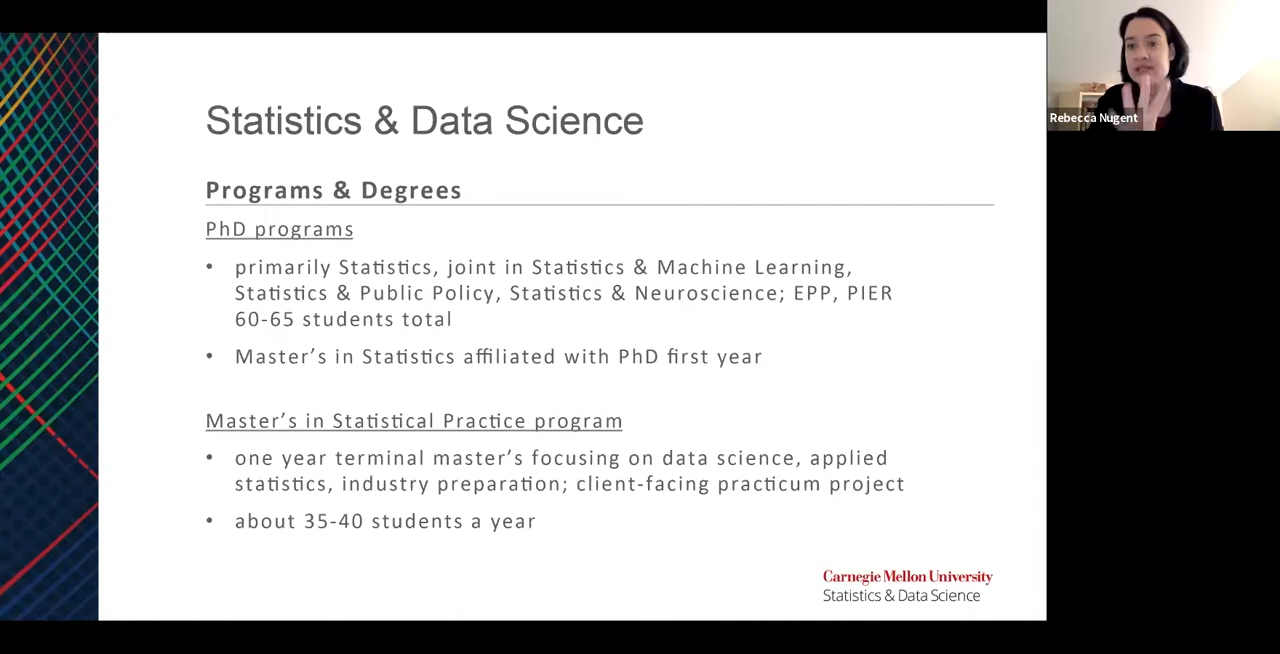 Statistics & Data Science
Programs & Degrees
PhD programs
• primarily Statistics, joint in Statistics & Machine Learning,
Statistics & Public Policy, Statistics & Neuroscience; EPP, PIER
60-65 students total
• Master’s in Statistics affiliated with PhD first year
Master’s in Statistical Practice program
• one year terminal master’s focusing on data science, applied
statistics, industry preparation; client-facing practicum project
• about 35-40 students a year
Carnegie Mellon University
Statistics & Data Science
Rebecca Nugent